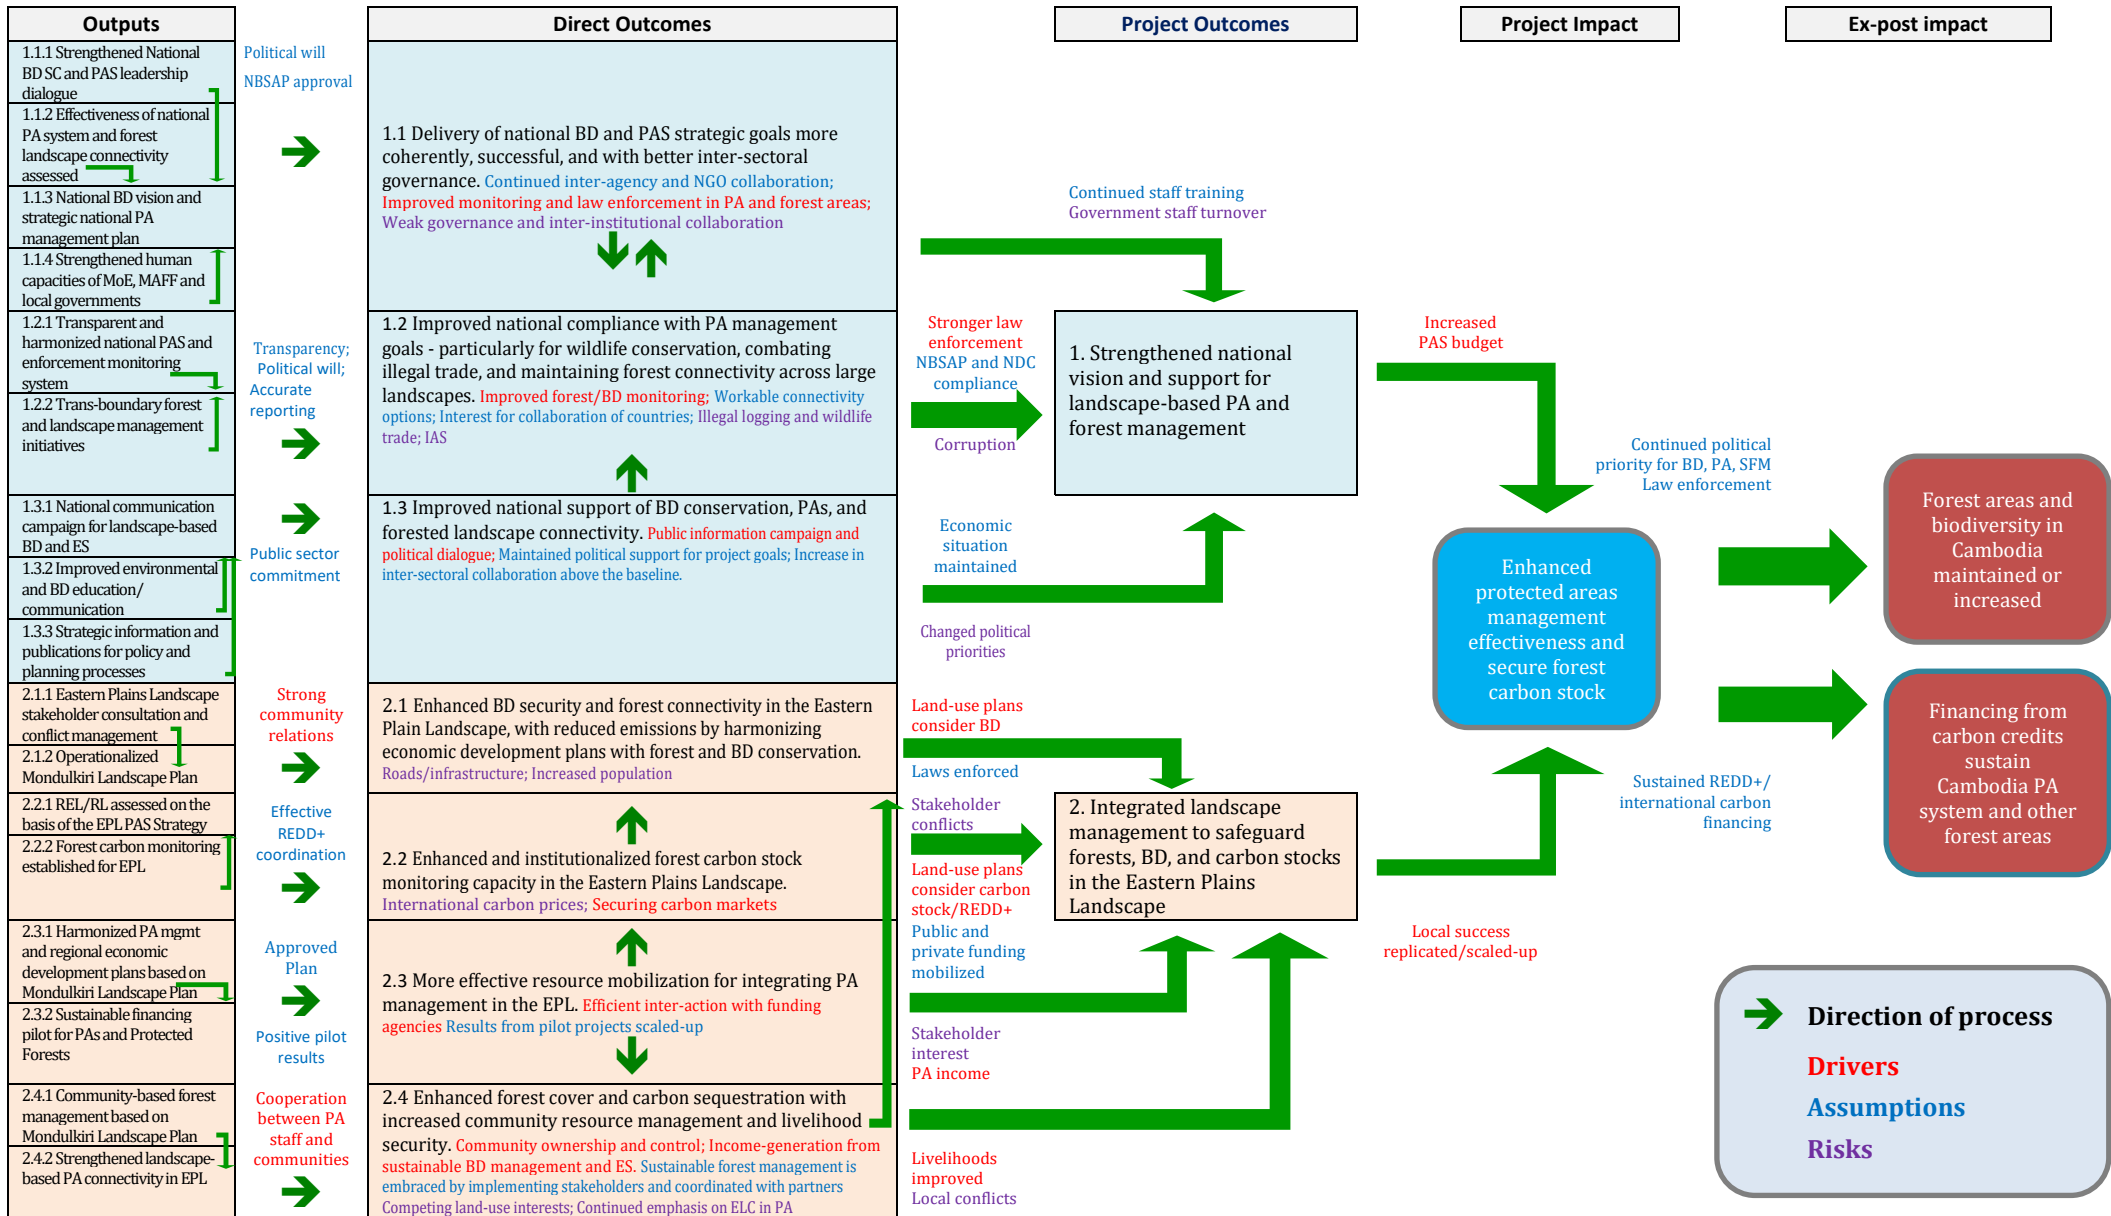 Outputs
Direct Outcomes
Project Outcomes
Project Impact
Ex-post impact
1.1.1 Strengthened National
BD SC and PAS leadership
dialogue
1.1.2 Effectiveness of national
PA system and forest
landscape connectivity
assessed
1.1.3 National BD vision and
strategic national PA
management plan
1.1.4 Strengthened human
capacities of MoE, MAFF and
local governments
1.2.1 Transparent and
harmonized national PAS and
enforcement monitoring
system
1.2.2 Trans-boundary forest
and landscape management
initiatives
1.3.1 National communication
campaign for landscape-based
BD and ES
1.3.2 Improved environmental
and BD education/
communication
1.3.3 Strategic information and
publications for policy and
planning processes
2.1.1 Eastern Plains Landscape
stakeholder consultation and
conflict management
2.1.2 Operationalized
Mondulkiri Landscape Plan
2.2.1 REL/RL assessed on the
basis of the EPL PAS Strategy
2.2.2 Forest carbon monitoring
established for EPL
2.3.1 Harmonized PA mgmt
and regional economic
development plans based on
Mondulkiri Landscape Plan
2.3.2 Sustainable financing
pilot for PAs and Protected
Forests
2.4.1 Community-based forest
management based on
Mondulkiri Landscape Plan
2.4.2 Strengthened landscape-
based PA connectivity in EPL
Political will
NBSAP approval
Transparency;
Political will;
Accurate
reporting
Public sector
commitment
Strong
community
relations
Effective
REDD+
coordination
Approved
Plan
Positive pilot
results
Cooperation
between PA
staff and
communities
1.1 Delivery of national BD and PAS strategic goals more
coherently, successful, and with better inter-sectoral
governance. Continued inter-agency and NGO collaboration;
Improved monitoring and law enforcement in PA and forest areas;
Weak governance and inter-institutional collaboration
1.2 Improved national compliance with PA management
goals - particularly for wildlife conservation, combating
illegal trade, and maintaining forest connectivity across large
landscapes. Improved forest/BD monitoring; Workable connectivity
options; Interest for collaboration of countries; Illegal logging and wildlife
trade; IAS
1.3 Improved national support of BD conservation, PAs, and
forested landscape connectivity. Public information campaign and
political dialogue; Maintained political support for project goals; Increase in
inter-sectoral collaboration above the baseline.
2.1 Enhanced BD security and forest connectivity in the Eastern
Plain Landscape, with reduced emissions by harmonizing
economic development plans with forest and BD conservation.
Roads/infrastructure; Increased population
2.2 Enhanced and institutionalized forest carbon stock
monitoring capacity in the Eastern Plains Landscape.
International carbon prices; Securing carbon markets
2.3 More effective resource mobilization for integrating PA
management in the EPL. Efficient inter-action with funding
agencies Results from pilot projects scaled-up
2.4 Enhanced forest cover and carbon sequestration with
increased community resource management and livelihood
security. Community ownership and control; Income-generation from
sustainable BD management and ES. Sustainable forest management is
embraced by implementing stakeholders and coordinated with partners
Competing land-use interests; Continued emphasis on ELC in PA
Continued staff training
Government staff turnover
Stronger law
enforcement
NBSAP and NDC
compliance
Corruption
Economic
situation
maintained
Changed political
priorities
Land-use plans
consider BD
Laws enforced
Stakeholder
conflicts
Land-use plans
consider carbon
stock/REDD+
Public and
private funding
mobilized
Stakeholder
interest
PA income
Livelihoods
improved
Local conflicts
1. Strengthened national
vision and support for
landscape-based PA and
forest management
2. Integrated landscape
management to safeguard
forests, BD, and carbon stocks
in the Eastern Plains
Landscape
Increased
PAS budget
Local success
replicated/scaled-up
Enhanced
protected areas
management
effectiveness and
secure forest
carbon stock
Continued political
priority for BD, PA, SFM
Law enforcement
Sustained REDD+/
international carbon
financing
Forest areas and
biodiversity in
Cambodia
maintained or
increased
Financing from
carbon credits
sustain
Cambodia PA
system and other
forest areas
Direction of process
Drivers
Assumptions
Risks